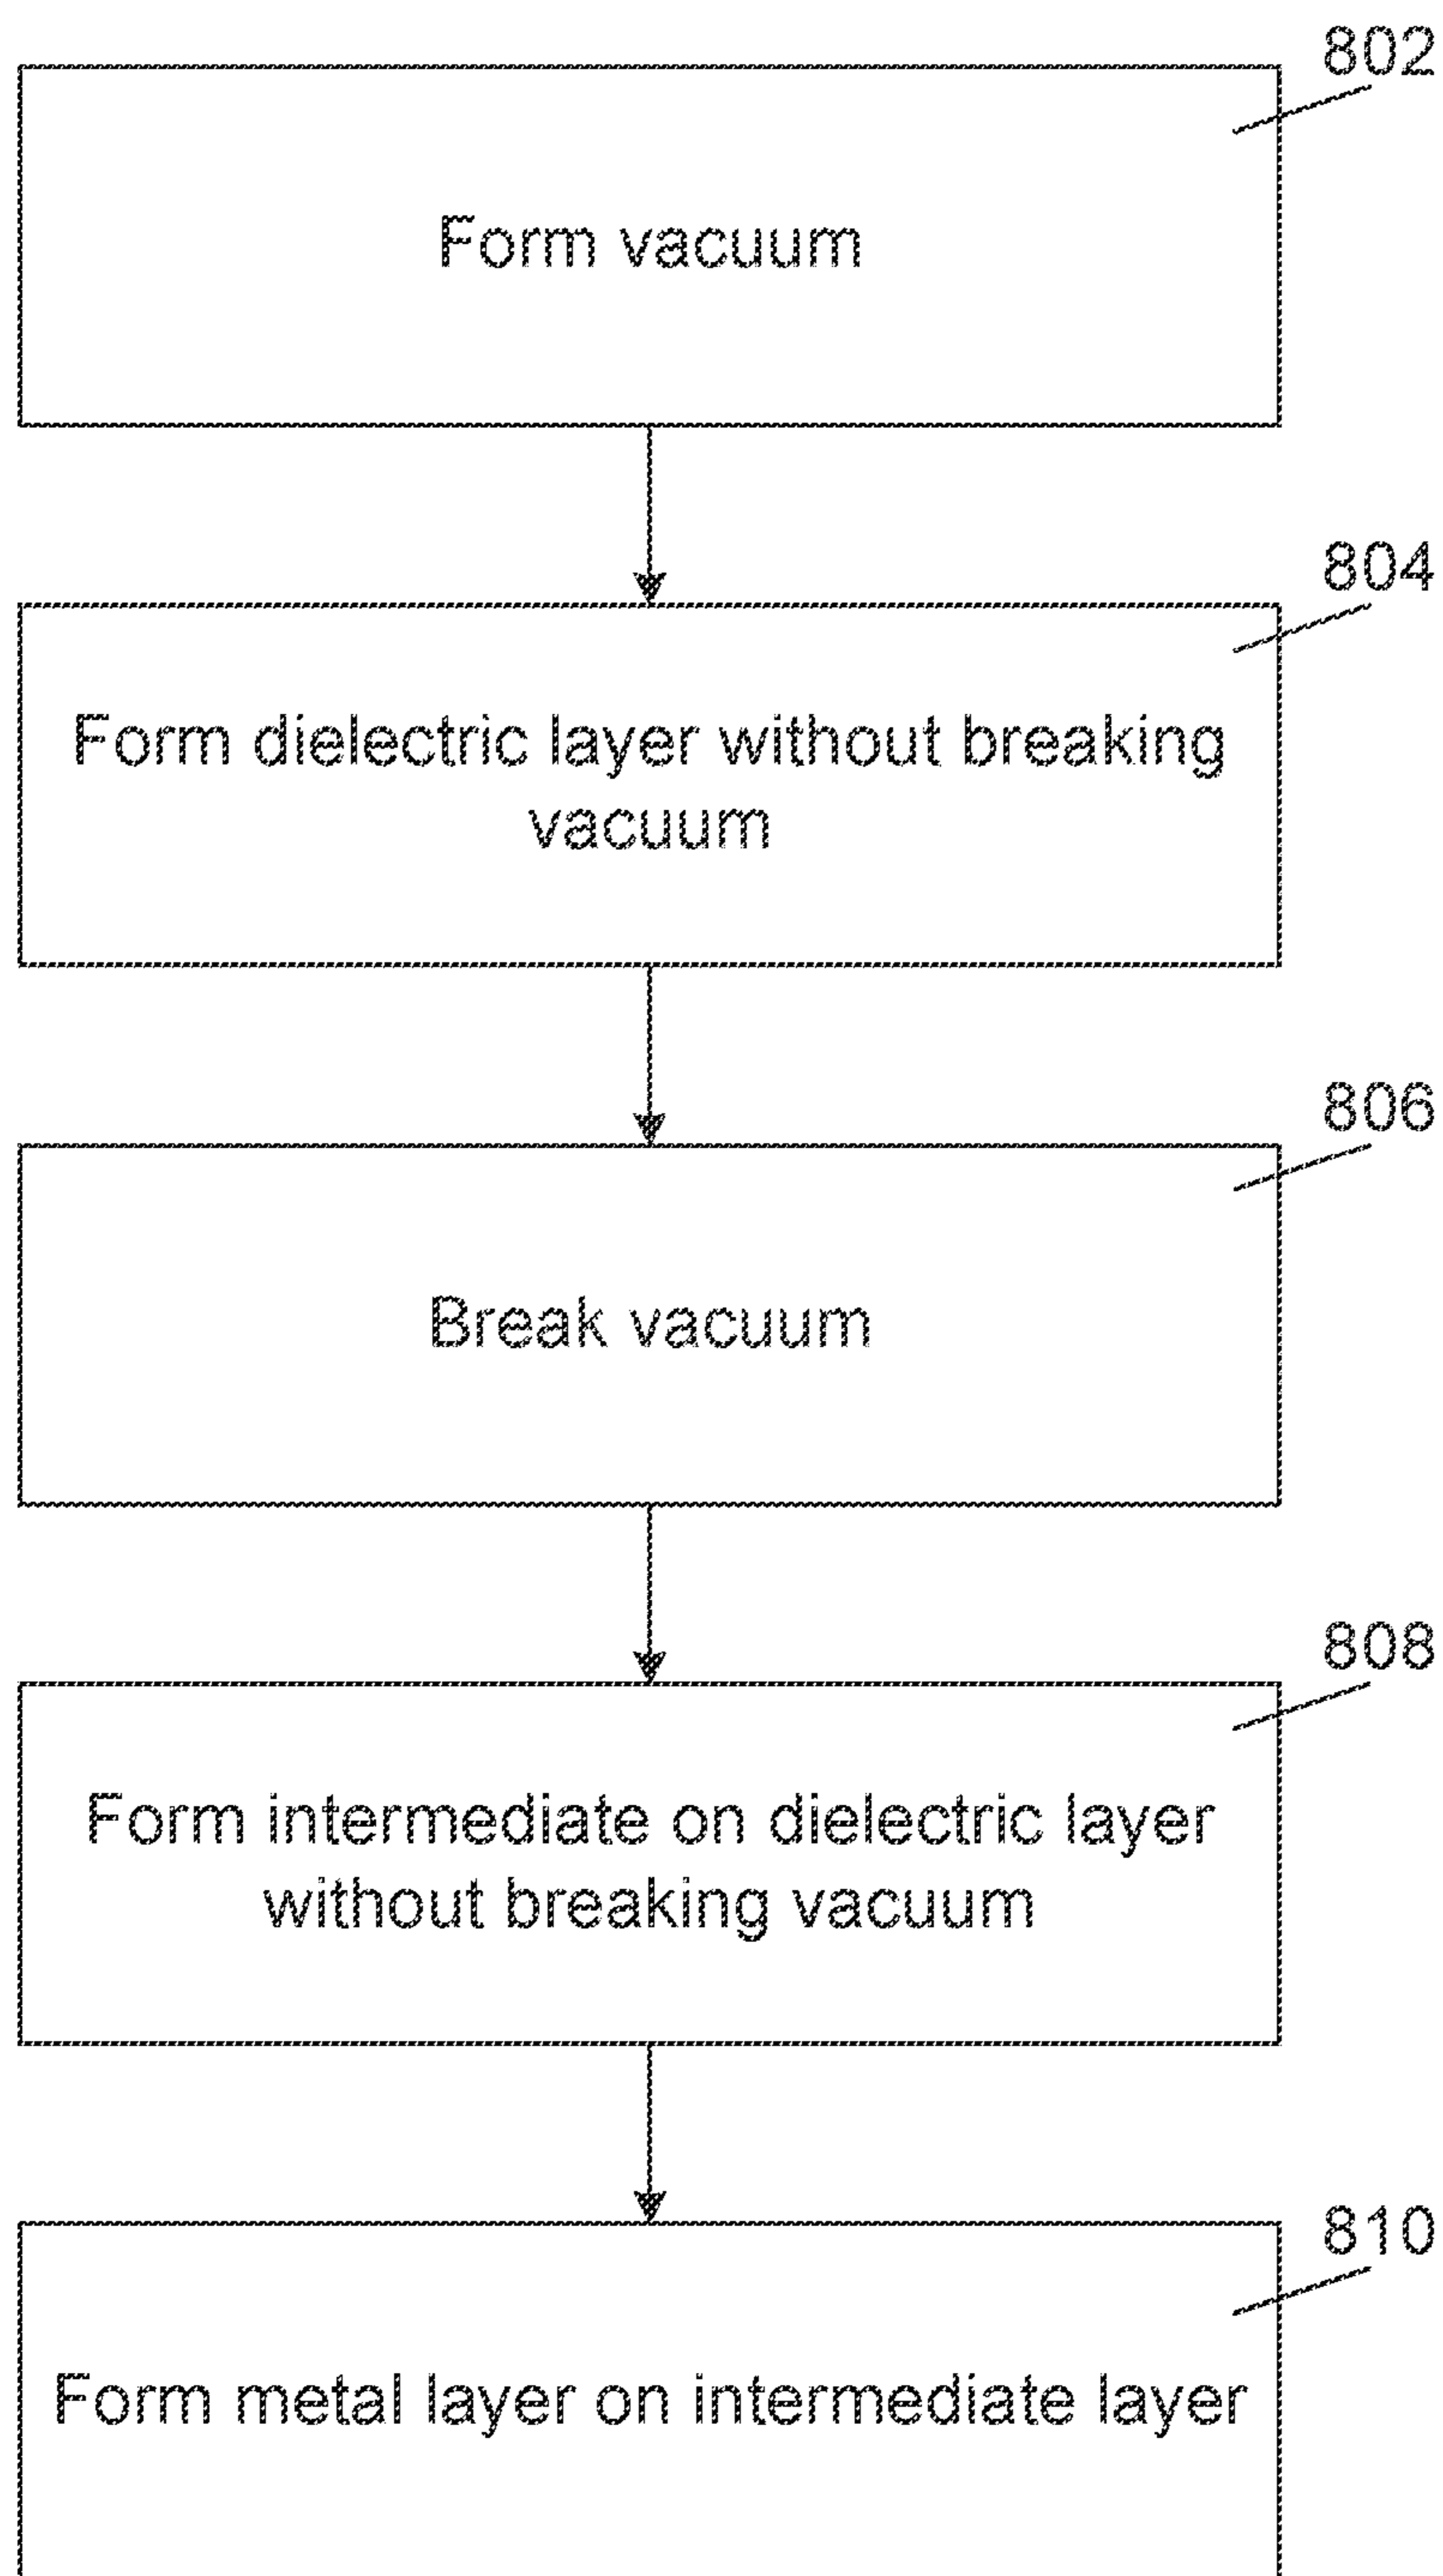 802
Form vacuum
804
Form dielectric layer without breaking
vacuum
806
Break vacuum
808
Form intermediate on dielectric layer
without breaking vacuum
810
Form metal layer on intermediate layer